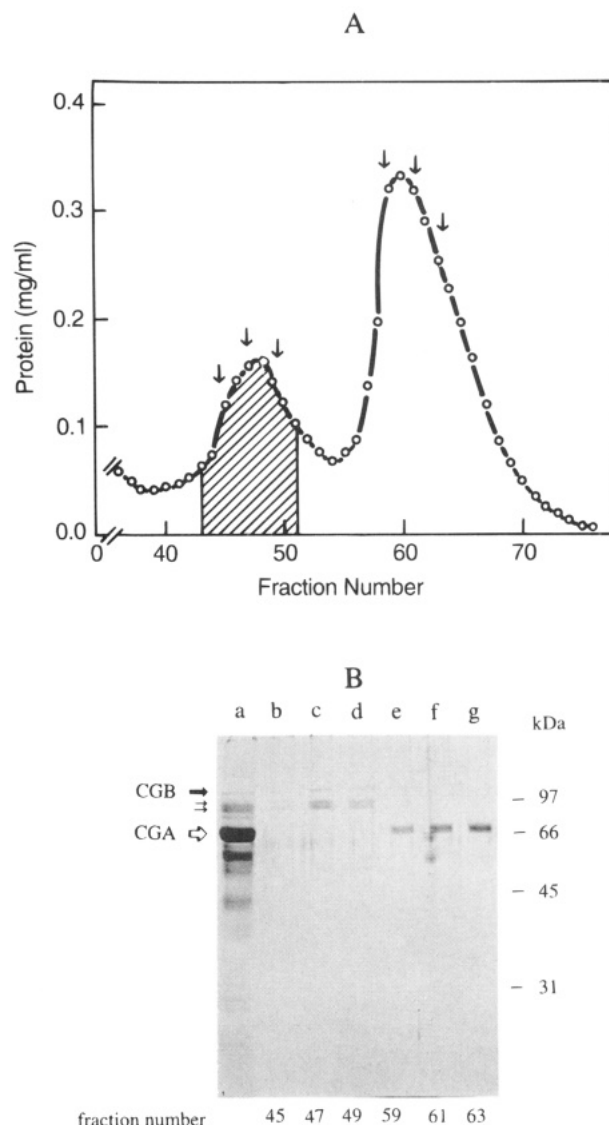 A
0.4
0.3
0.2
0.1
0.0
Protein (mg/ml)
0 40 50 60 70
Fraction Number
B
a b c d e f g
kDa
CGB
CGA
97
66
45
31
fraction number 45 47 49 59 61 63